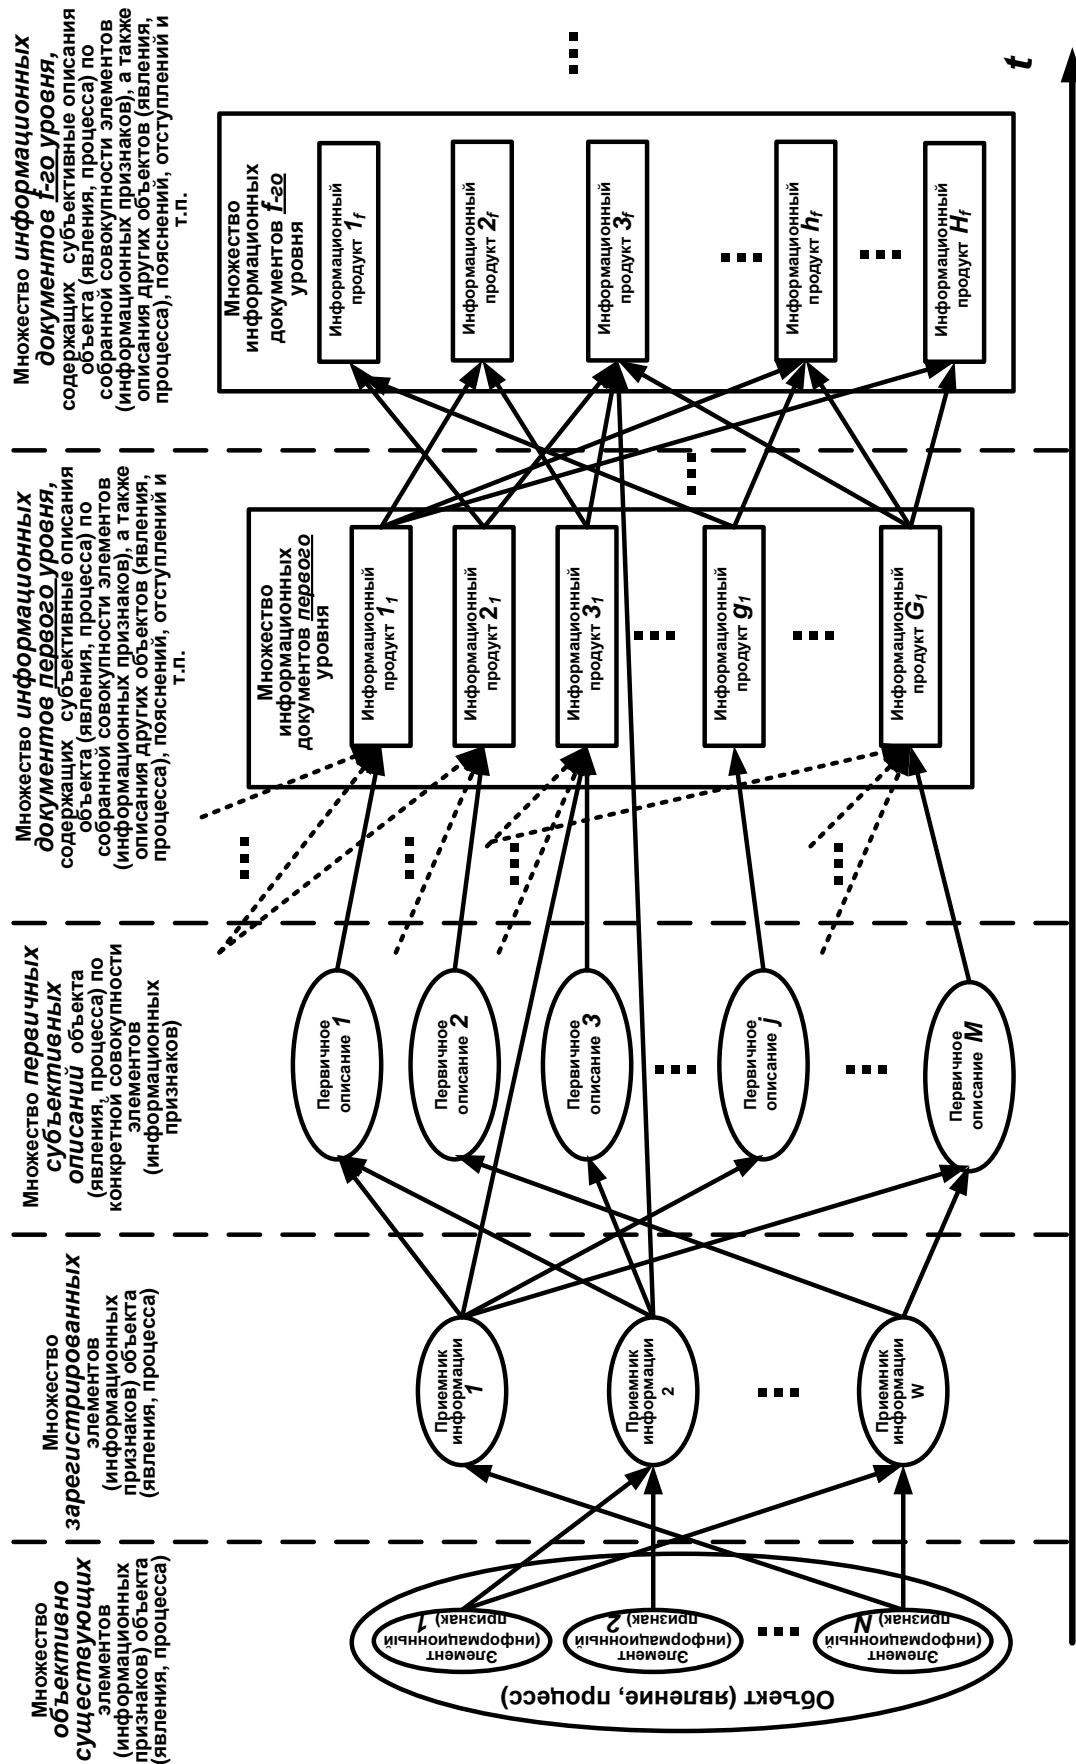 Множество
объективно
существующих
элементов
(информационных
признаков) объекта
(явления, процесса)
Множество
зарегистрированных
элементов
(информационных
признаков) объекта
(явления, процесса)
Множество первичных
субъективных
описаний объекта
(явления, процесса) по
конкретной совокупности
элементов
(информационных
признаков)
Множество информационных
документов первого уровня,
содержащих субъективные описания
объекта (явления, процесса) по
собранной совокупности элементов
(информационных признаков), а также
описания других объектов (явления,
процесса), пояснений, отступлений и
т.п.
Множество информационных
документов f-го уровня,
содержащих субъективные описания
объекта (явления, процесса) по
собранной совокупности элементов
(информационных признаков), а также
описания других объектов (явления,
процесса), пояснений, отступлений и
т.п.
Объект (явление, процесс)
Элемент
(информационный
признак) 1
Элемент
(информационный
признак) 2
Элемент
(информационный
признак) N
Приемник
информации
1
Приемник
информации
2
Приемник
информации
W
Первичное
описание 1
Первичное
описание 2
Первичное
описание 3
Первичное
описание j
Первичное
описание M
Множество
информационных
документов первого
уровня
Информационный
продукт 1₁
Информационный
продукт 2₁
Информационный
продукт 3₁
Информационный
продукт g₁
Информационный
продукт G₁
Множество
информационных
документов f-го
уровня
Информационный
продукт 1f
Информационный
продукт 2f
Информационный
продукт 3f
Информационный
продукт hf
Информационный
продукт Hf
t